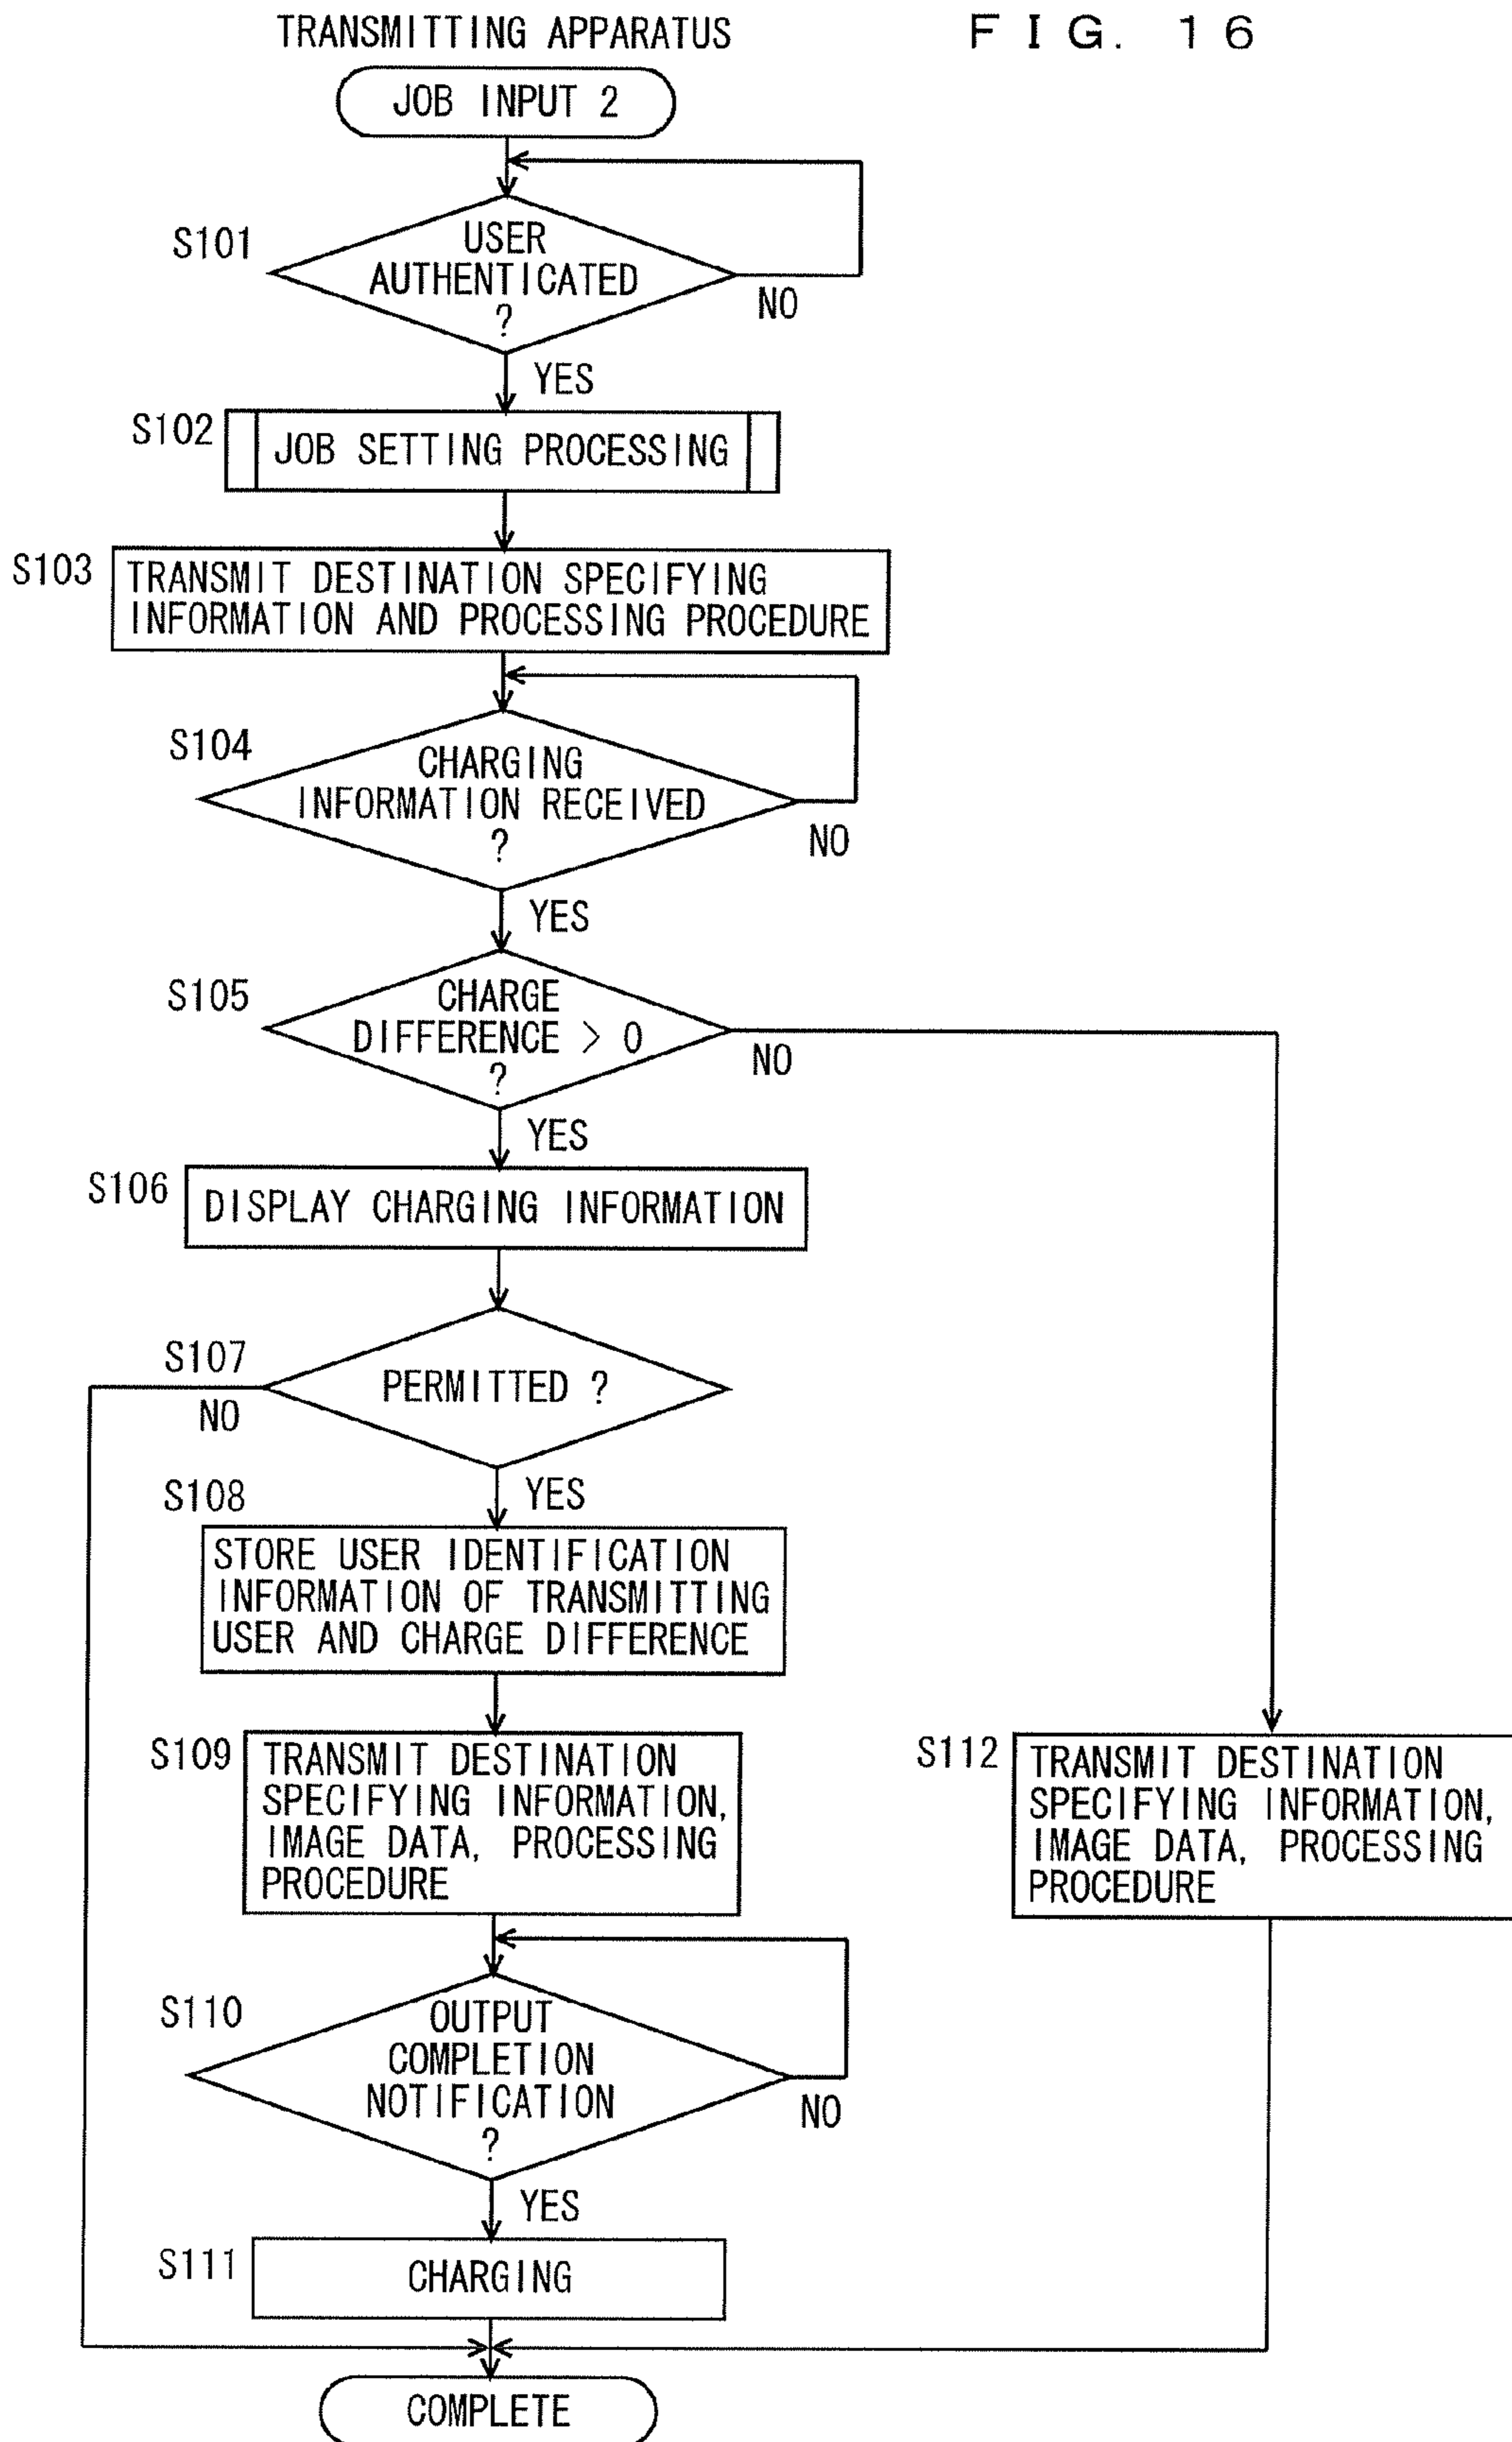 TRANSMITTING APPARATUS
FIG. 16
JOB INPUT 2
S101
USER
AUTHENTICATED
?
NO
YES
S102
JOB SETTING PROCESSING
S103
TRANSMIT DESTINATION SPECIFYING
INFORMATION AND PROCESSING PROCEDURE
S104
CHARGING
INFORMATION RECEIVED
?
NO
YES
S105
CHARGE
DIFFERENCE > 0
?
NO
YES
S106
DISPLAY CHARGING INFORMATION
S107
PERMITTED ?
NO
YES
S108
STORE USER IDENTIFICATION
INFORMATION OF TRANSMITTING
USER AND CHARGE DIFFERENCE
S109
TRANSMIT DESTINATION
SPECIFYING INFORMATION,
IMAGE DATA, PROCESSING
PROCEDURE
S112
TRANSMIT DESTINATION
SPECIFYING INFORMATION,
IMAGE DATA, PROCESSING
PROCEDURE
S110
OUTPUT
COMPLETION
NOTIFICATION
?
NO
YES
S111
CHARGING
COMPLETE